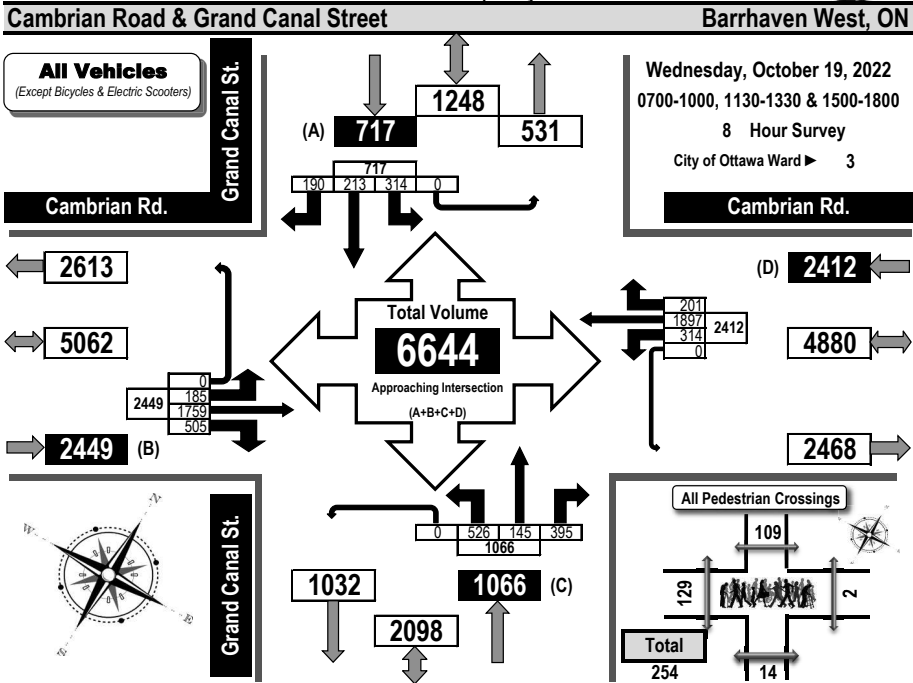 Cambrian Road & Grand Canal Street
Barrhaven West, ON
All Vehicles
(Except Bicycles & Electric Scooters)
Grand Canal St.
Cambrian Rd.
1248
(A) 717
531
717
190 213 314 0
Wednesday, October 19, 2022
0700-1000, 1130-1330 & 1500-1800
8 Hour Survey
City of Ottawa Ward ► 3
Cambrian Rd.
2613
5062
2449 (B)
2449
0
185
1759
505
Total Volume
6644
Approaching Intersection
(A+B+C+D)
(D) 2412
4880
2468
201
1897
314
0
2412
N
W
E
S
Grand Canal St.
0 526 145 395
1066
1032
1066 (C)
2098
All Pedestrian Crossings
109
129
2
Total
254
14